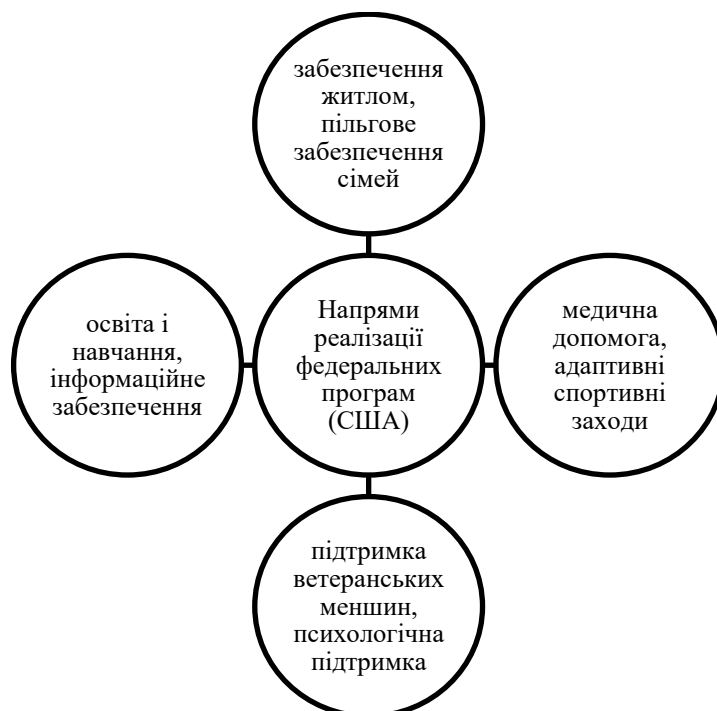 забезпечення
житлом,
пільгове
забезпечення
сімей
освіта і
навчання,
інформаційне
забезпечення
Напрями
реалізації
федеральних
програм
(США)
медична
допомога,
адаптивні
спортивні
заходи
підтримка
ветеранських
меншин,
психологічна
підтримка